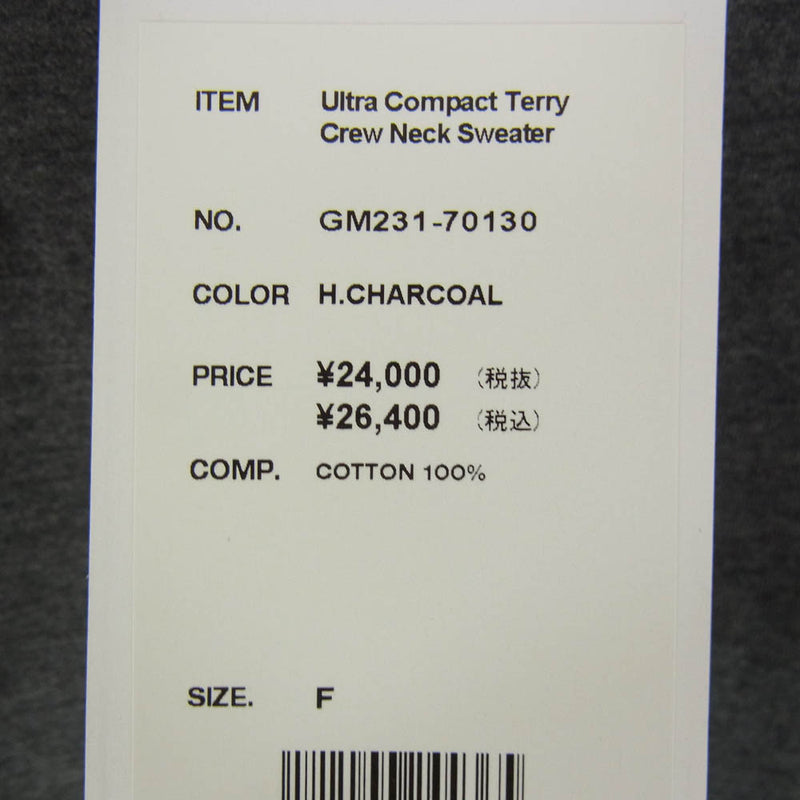 ITEM Ultra Compact Terry
Crew Neck Sweater
NO. GM231-70130
COLOR H.CHARCOAL
PRICE ¥24,000 (税抜)
¥26,400 (税込)
COMP. COTTON 100%
SIZE. F